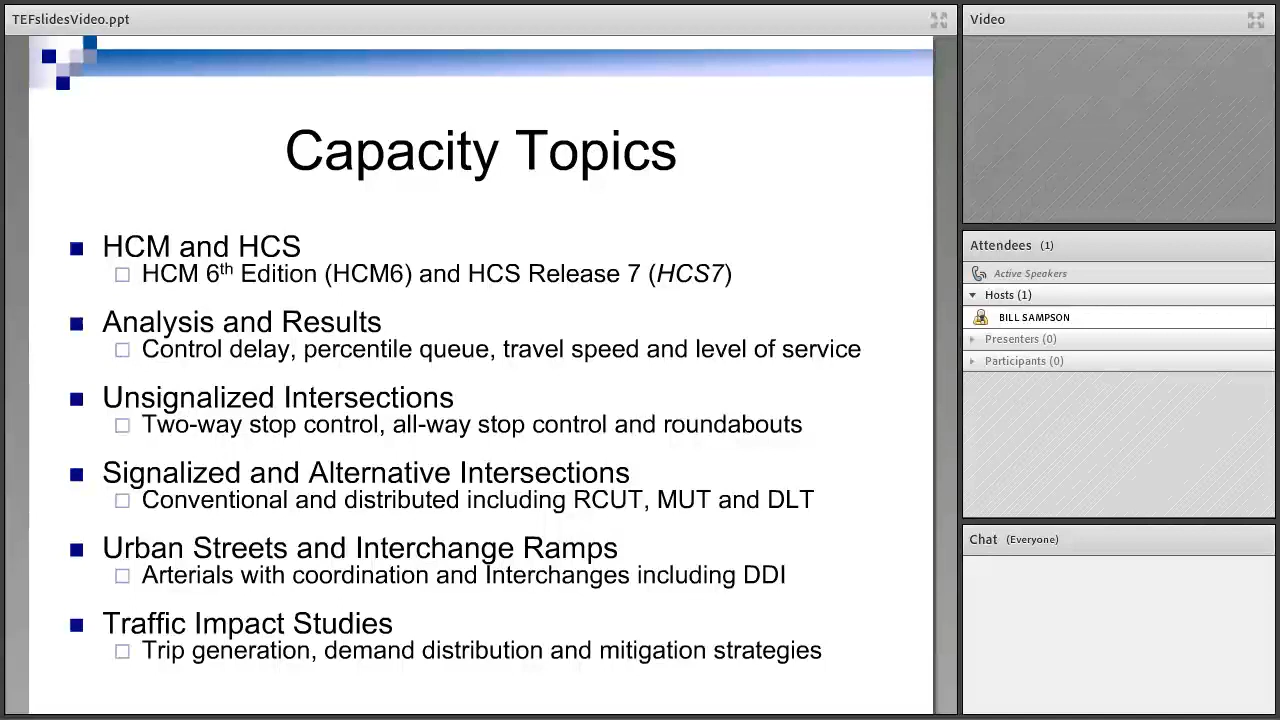 TEFslidesVideo.ppt
Capacity Topics
HCM and HCS
HCM 6th Edition (HCM6) and HCS Release 7 (HCS7)
Analysis and Results
Control delay, percentile queue, travel speed and level of service
Unsignalized Intersections
Two-way stop control, all-way stop control and roundabouts
Signalized and Alternative Intersections
Conventional and distributed including RCUT, MUT and DLT
Urban Streets and Interchange Ramps
Arterials with coordination and Interchanges including DDI
Traffic Impact Studies
Trip generation, demand distribution and mitigation strategies
Video
Attendees (1)
Active Speakers
Hosts (1)
BILL SAMPSON
Presenters (0)
Participants (0)
Chat (Everyone)